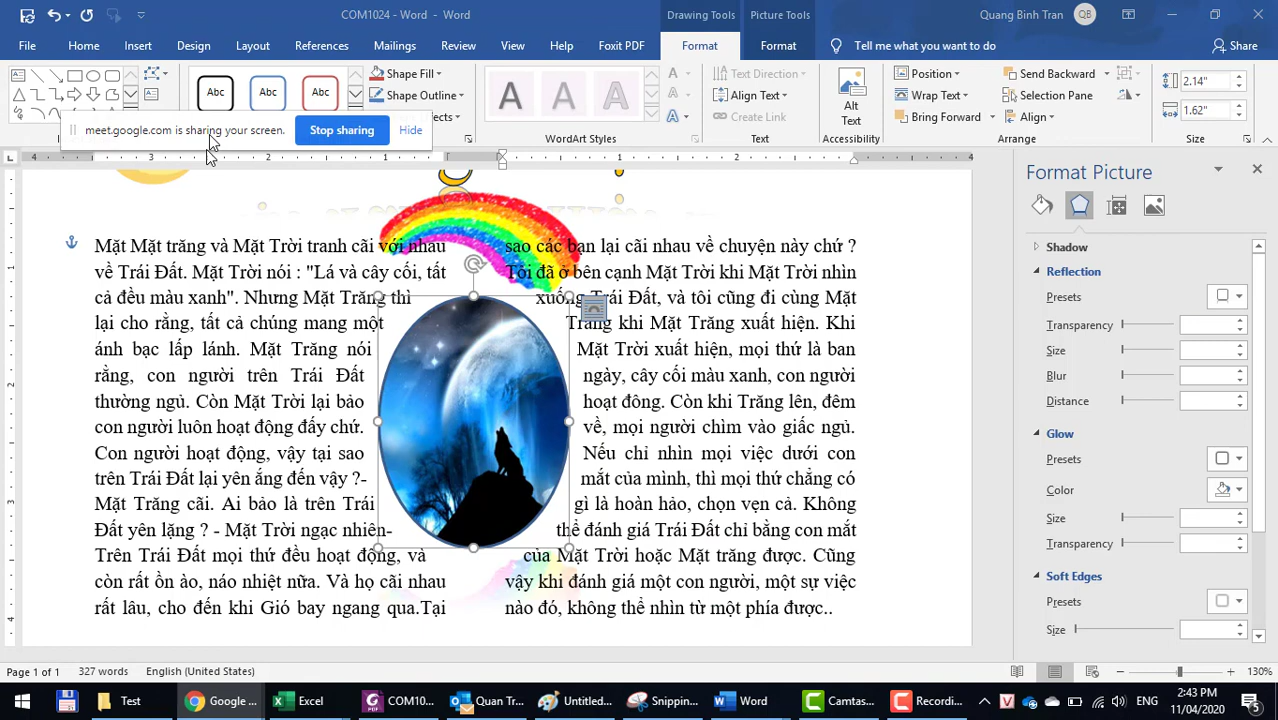 COM1024 - Word - Word
Drawing Tools
Picture Tools
Quang Binh Tran
QB
File
Home
Insert
Design
Layout
References
Mailings
Review
View
Help
Foxit PDF
Format
Format
Tell me what you want to do
Share
Abc
Abc
Abc
Shape Fill
Shape Outline
A
A
A
Text Direction
Align Text
Create Link
Alt
Text
Position
Wrap Text
Bring Forward
Send Backward
Selection Pane
Align
2.14"
1.62"
WordArt Styles
Text
Accessibility
Arrange
Size
meet.google.com is sharing your screen.
Stop sharing
Hide
4 3 2 1 1 2 4
Format Picture
Shadow
Reflection
Presets
Transparency
Size
Blur
Distance
Glow
Presets
Color
Size
Transparency
Soft Edges
Presets
Size
Mặt Mặt trăng và Mặt Trời tranh cãi với nhau
về Trái Đất. Mặt Trời nói : "Lá và cây cối, tất
cả đều màu xanh". Nhưng Mặt Trăng thì
lại cho rằng, tất cả chúng mang một
ánh bạc lấp lánh. Mặt Trăng nói
rằng, con người trên Trái Đất
thường ngủ. Còn Mặt Trời lại bảo
con người luôn hoạt động đấy chứ.
Con người hoạt động, vậy tại sao
trên Trái Đất lại yên ắng đến vậy ?-
Mặt Trăng cãi. Ai bảo là trên Trái
Đất yên lặng ? - Mặt Trời ngạc nhiên-
Trên Trái Đất mọi thứ đều hoạt động, và
còn rất ồn ào, náo nhiệt nữa. Và họ cãi nhau
rất lâu, cho đến khi Gió bay ngang qua.Tại
sao các bạn lại cãi nhau về chuyện này chứ ?
Tôi đã ở bên cạnh Mặt Trời khi Mặt Trời nhìn
xuống Trái Đất, và tôi cũng đi cùng Mặt
Trăng khi Mặt Trăng xuất hiện. Khi
Mặt Trời xuất hiện, mọi thứ là ban
ngày, cây cối màu xanh, con người
hoạt đông. Còn khi Trăng lên, đêm
về, mọi người chìm vào giấc ngủ.
Nếu chỉ nhìn mọi việc dưới con
mắt của mình, thì mọi thứ chẳng có
gì là hoàn hảo, chọn vẹn cả. Không
thể đánh giá Trái Đất chỉ bằng con mắt
của Mặt Trời hoặc Mặt trăng được. Cũng
vậy khi đánh giá một con người, một sự việc
nào đó, không thể nhìn từ một phía được..
Page 1 of 1
327 words
English (United States)
130%
Test
Google ...
Excel
COM10...
Quan Tr...
Untitled...
Snippin...
Word
Camtas...
Recordi...
ENG
2:43 PM
11/04/2020
5